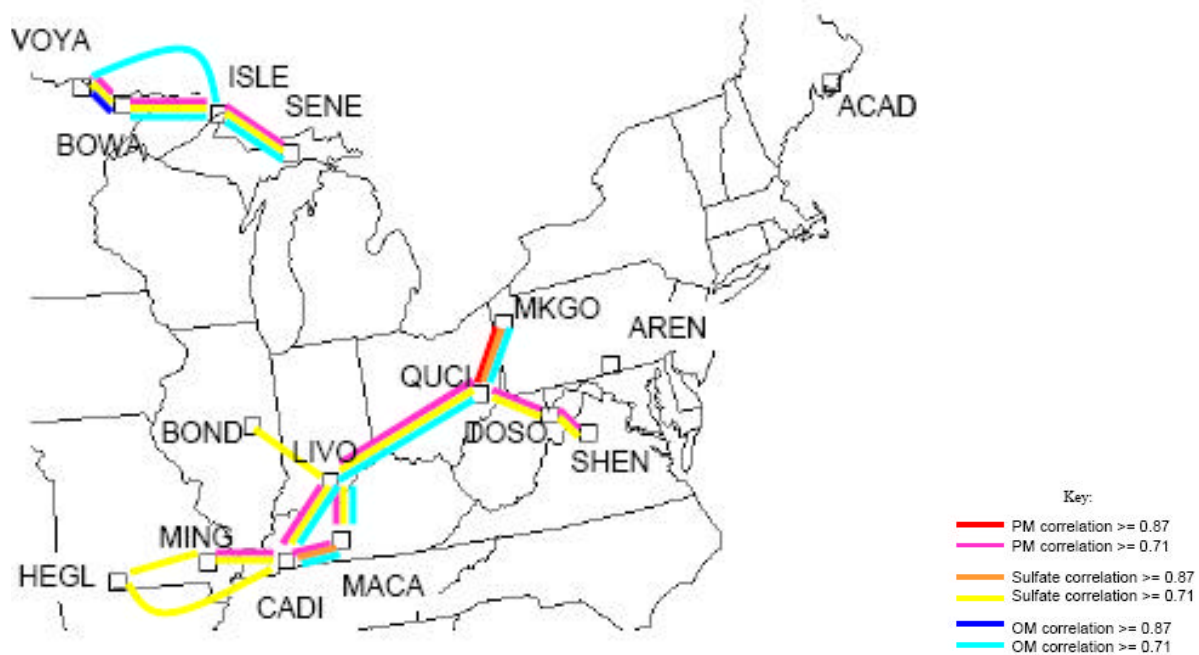 VOYA
ISLE
SENE
BOWA
ACAD
MKGO
AREN
QUCI
DOSO
BOND
LIVO
SHEN
MING
HEGL
MACA
CADI
Key:
PM correlation >= 0.87
PM correlation >= 0.71
Sulfate correlation >= 0.87
Sulfate correlation >= 0.71
OM correlation >= 0.87
OM correlation >= 0.71